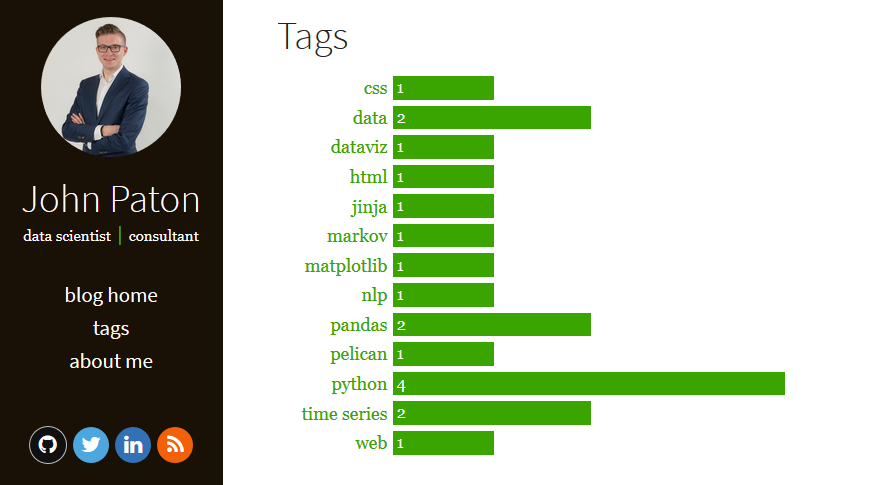 John Paton
data scientist | consultant
blog home
tags
about me
Tags
css 1
data 2
dataviz 1
html 1
jinja 1
markov 1
matplotlib 1
nlp 1
pandas 2
pelican 1
python 4
time series 2
web 1